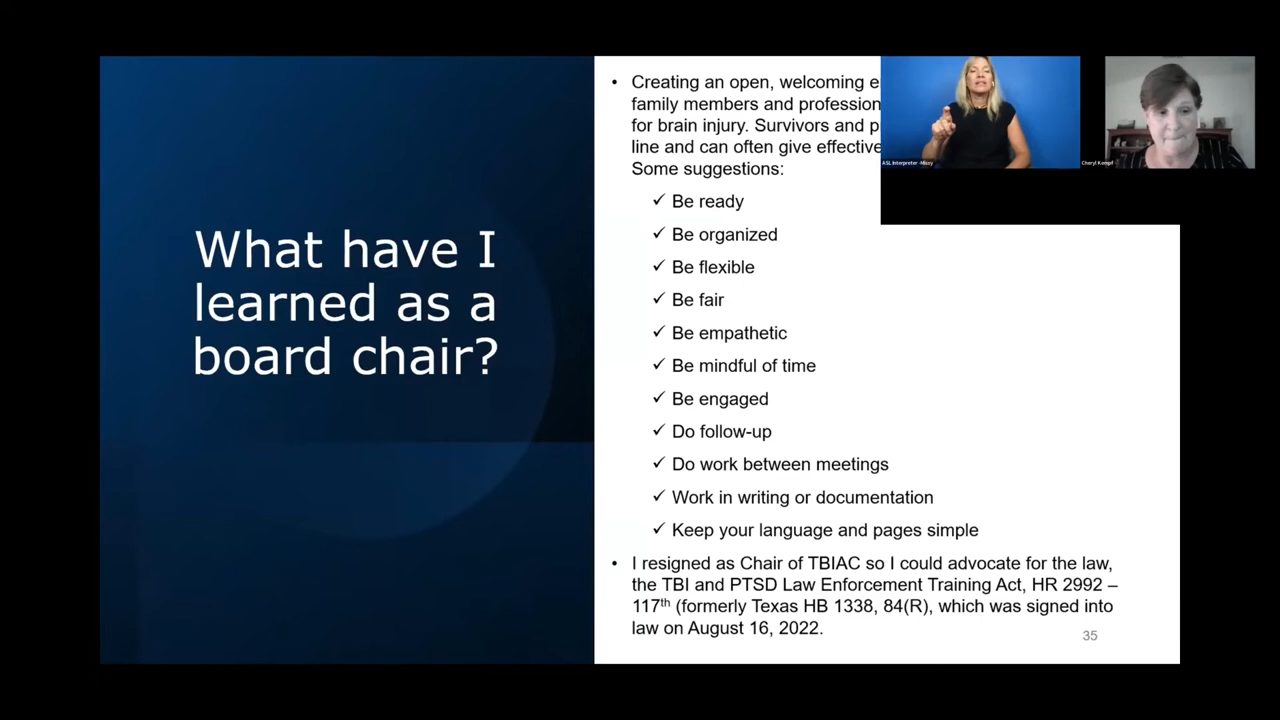 What have I
learned as a
board chair?
• Creating an open, welcoming
family members and profession
for brain injury. Survivors and
line and can often give effective
Some suggestions:
✓ Be ready
✓ Be organized
✓ Be flexible
✓ Be fair
✓ Be empathetic
✓ Be mindful of time
✓ Be engaged
✓ Do follow-up
✓ Do work between meetings
✓ Work in writing or documentation
✓ Keep your language and pages simple
• I resigned as Chair of TBIAC so I could advocate for the law,
the TBI and PTSD Law Enforcement Training Act, HR 2992 –
117th (formerly Texas HB 1338, 84(R), which was signed into
law on August 16, 2022.
35
ASL Interpreter -Missy
Cheryl Kempf